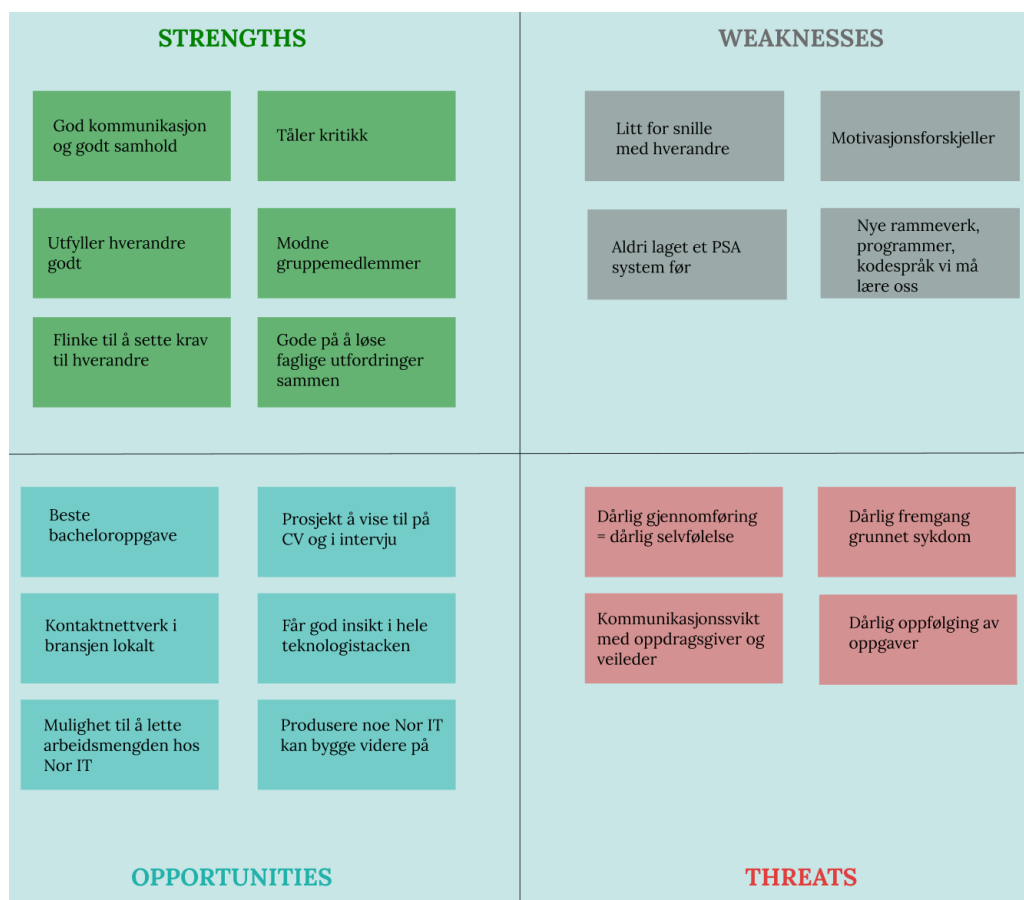 STRENGTHS
God kommunikasjon
og godt samhold
Tåler kritikk
Utfyller hverandre
godt
Modne
gruppemedlemmer
Flinke til å sette krav
til hverandre
Gode på å løse
faglige utfordringer
sammen
WEAKNESSES
Litt for snille
med hverandre
Motivasjonsforskjeller
Aldri laget et PSA
system før
Nye rammeverk,
programmer,
kodespråk vi må
lære oss
Beste
bacheloroppgave
Prosjekt å vise til på
CV og i intervju
Kontaktnettverk i
bransjen lokalt
Får god insikt i hele
teknologistacken
Mulighet til å lette
arbeidsmengden hos
Nor IT
Produsere noe Nor IT
kan bygge videre på
OPPORTUNITIES
Dårlig gjennomføring
= dårlig selvfølelse
Dårlig fremgang
grunnet sykdom
Kommunikasjonssvikt
med oppdragsgiver og
veileder
Dårlig oppfølging av
oppgaver
THREATS